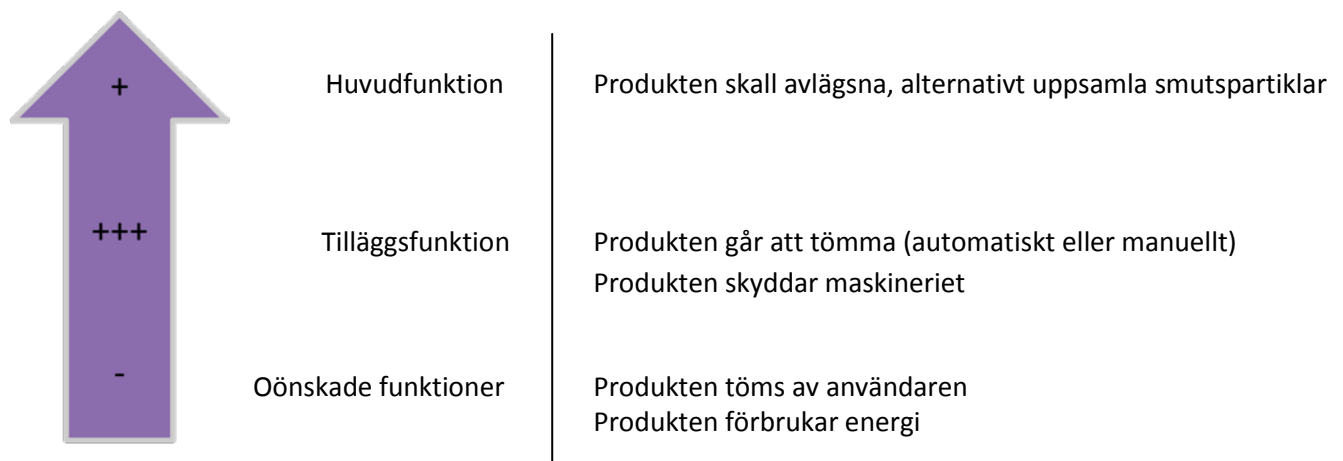 + Huvudfunktion Produkten skall avlägsna, alternativt uppsamla smutspartiklar
+++ Tilläggsfunktion Produkten går att tömma (automatiskt eller manuellt)
Produkten skyddar maskineriet
- Oönskade funktioner Produkten töms av användaren
Produkten förbrukar energi